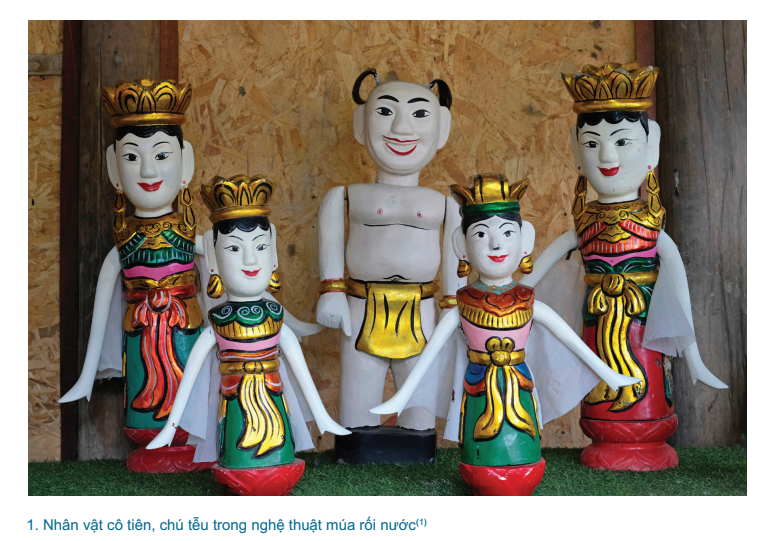 1. Nhân vật cô tiên, chú tễu trong nghệ thuật múa rối nước⁽¹⁾